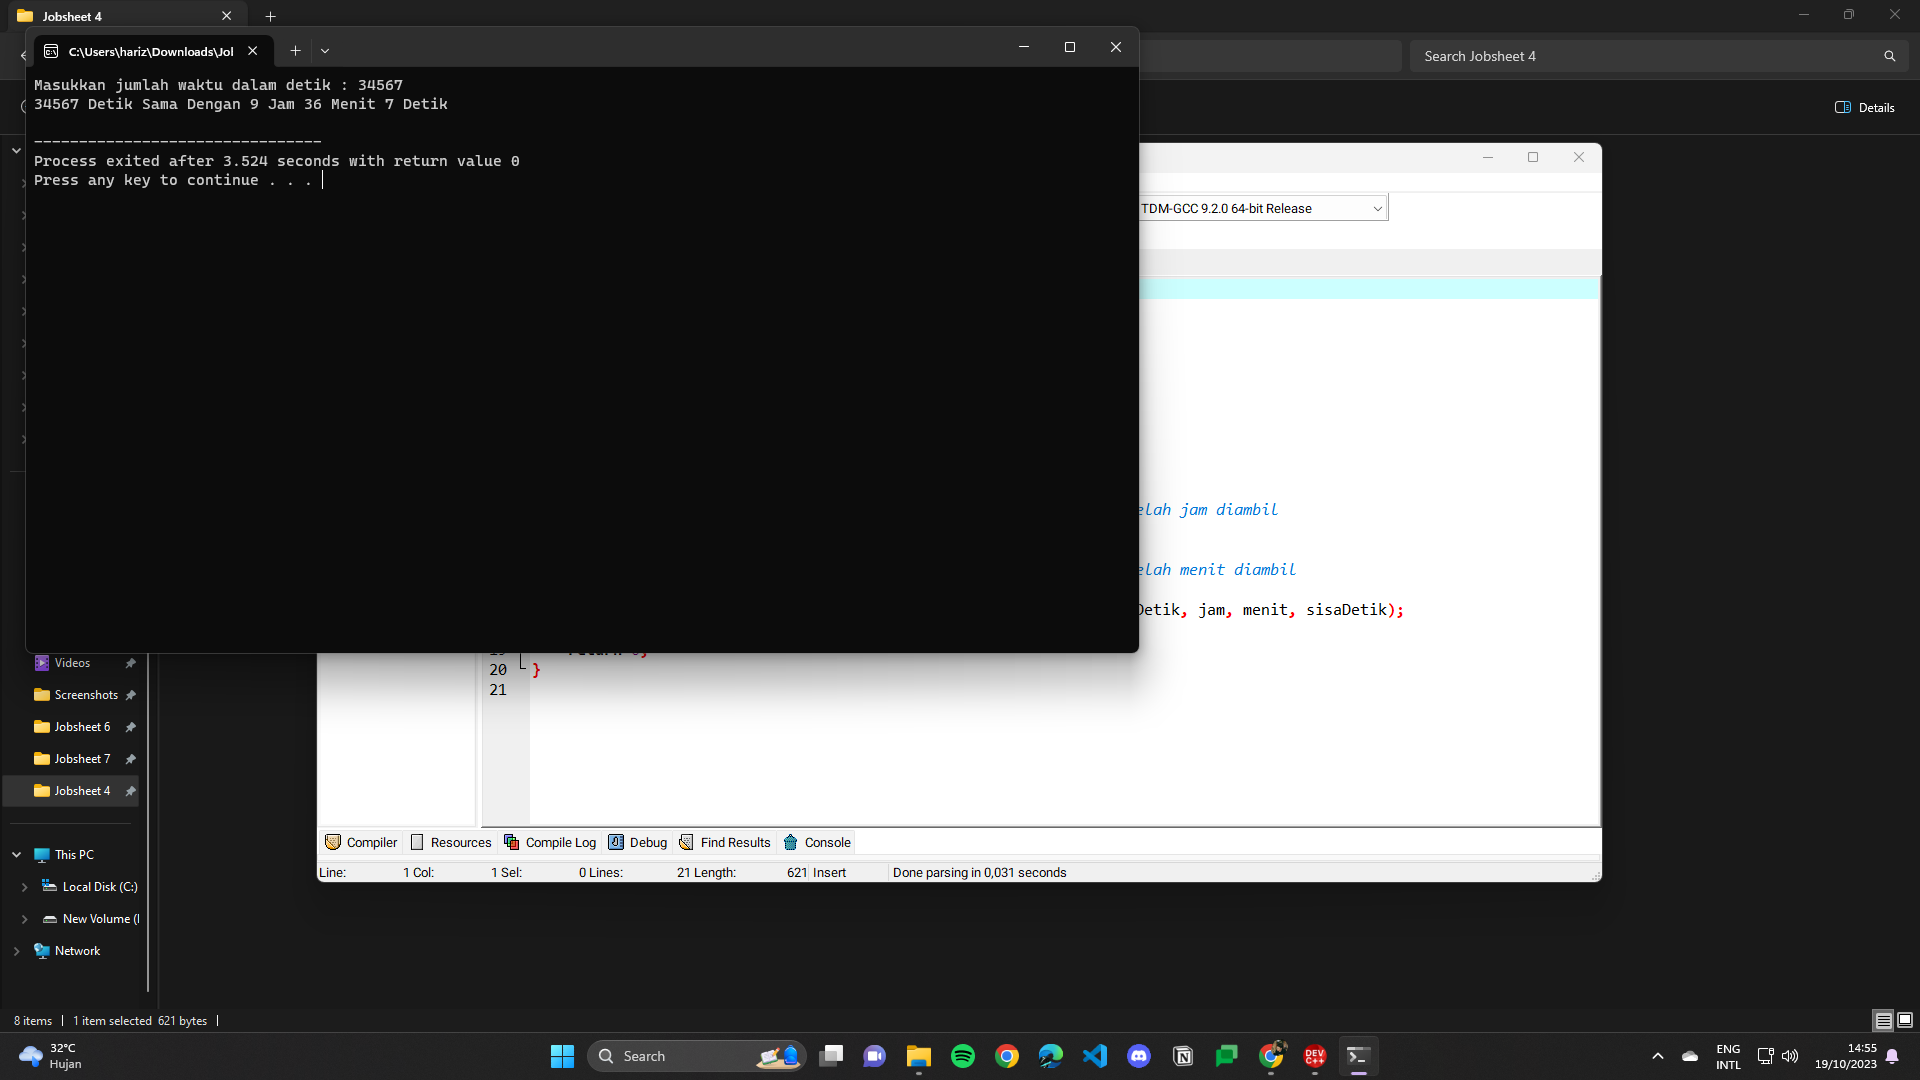 Jobsheet 4
C:\Users\hariz\Downloads\Jol
Search Jobsheet 4
Masukkan jumlah waktu dalam detik : 34567
34567 Detik Sama Dengan 9 Jam 36 Menit 7 Detik
--------------------------------
Process exited after 3.524 seconds with return value 0
Press any key to continue . . .
Details
TDM-GCC 9.2.0 64-bit Release
elah jam diambil
elah menit diambil
Detik, jam, menit, sisaDetik);
20 }
21
Videos
Screenshots
Jobsheet 6
Jobsheet 7
Jobsheet 4
This PC
Local Disk (C:)
New Volume (
Network
Compiler Resources Compile Log Debug Find Results Console
Line: 1 Col: 1 Sel: 0 Lines: 21 Length: 621 Insert Done parsing in 0,031 seconds
8 items 1 item selected 621 bytes
32°C
Hujan
Search
DEV
C++
ENG
INTL
14:55
19/10/2023